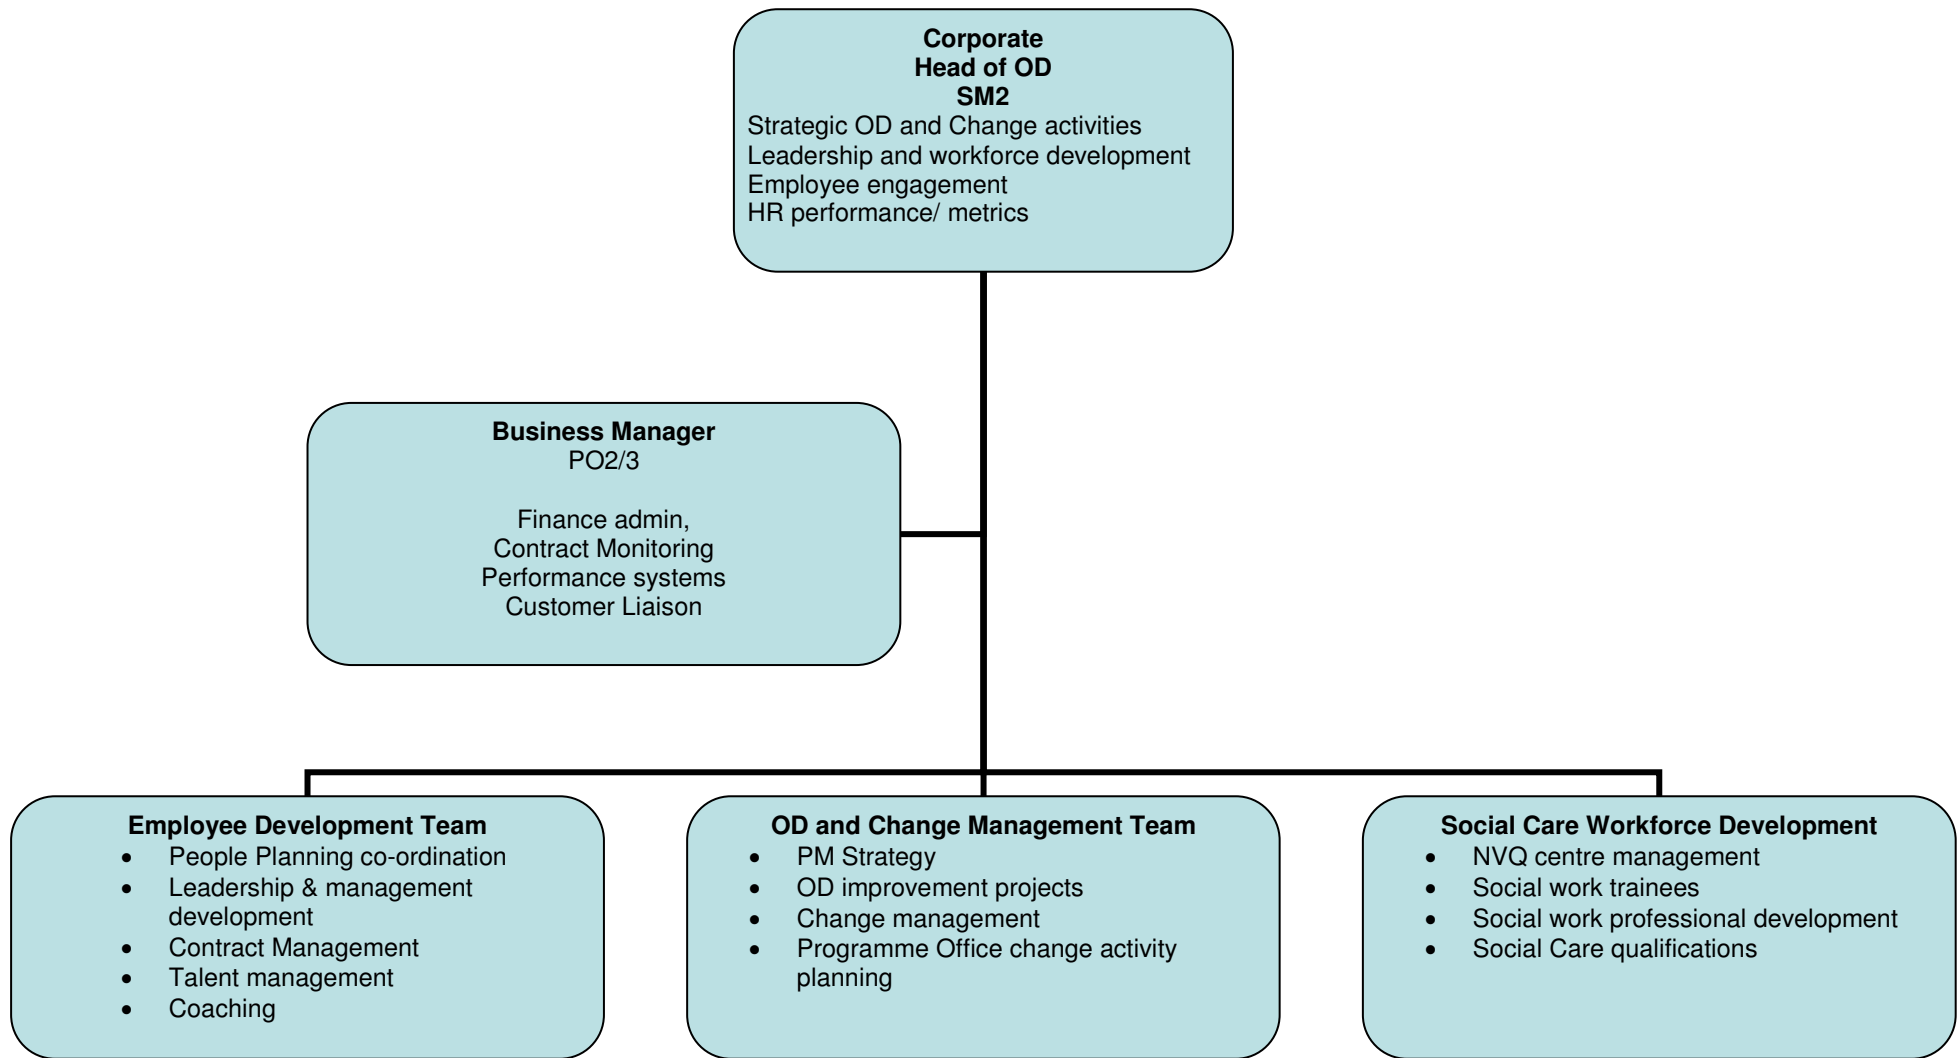 Corporate
Head of OD
SM2
Strategic OD and Change activities
Leadership and workforce development
Employee engagement
HR performance/ metrics
Business Manager
PO2/3
Finance admin,
Contract Monitoring
Performance systems
Customer Liaison
Employee Development Team
• People Planning co-ordination
• Leadership & management
development
• Contract Management
• Talent management
• Coaching
OD and Change Management Team
• PM Strategy
• OD improvement projects
• Change management
• Programme Office change activity
planning
Social Care Workforce Development
• NVQ centre management
• Social work trainees
• Social work professional development
• Social Care qualifications